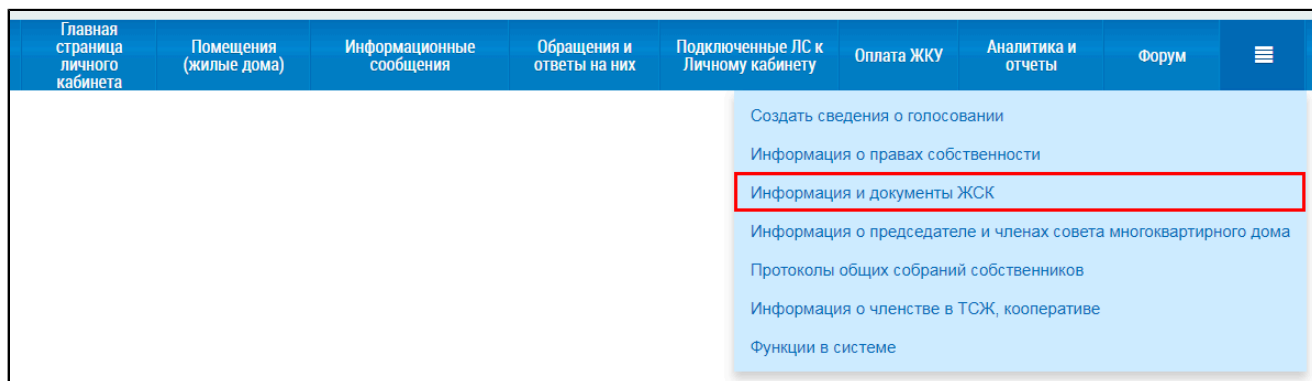 Главная
страница
личного
кабинета
Помещения
(жилые дома)
Информационные
сообщения
Обращения и
ответы на них
Подключенные ЛС к
Личному кабинету
Оплата ЖКУ
Аналитика и
отчеты
Форум
Создать сведения о голосовании
Информация о правах собственности
Информация и документы ЖСК
Информация о председателе и членах совета многоквартирного дома
Протоколы общих собраний собственников
Информация о членстве в ТСЖ, кооперативе
Функции в системе